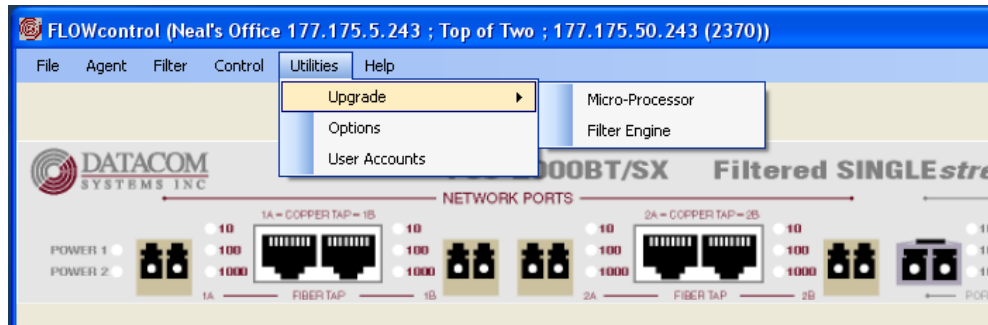 FLOWcontrol (Neal's Office 177.175.5.243 ; Top of Two ; 177.175.50.243 (2370))
File Agent Filter Control Utilities Help
Upgrade
Micro-Processor
Options
Filter Engine
User Accounts
DATACOM
SYSTEMS INC
000BT/SX Filtered SINGLEstre
NETWORK PORTS
1A = COPPER TAP = 1B
2A = COPPER TAP = 2B
10 10 10 10
POWER 1 100 100 100 100
POWER 2 1000 1000 1000 1000
1A FIBER TAP 1B 2A FIBER TAP 2B